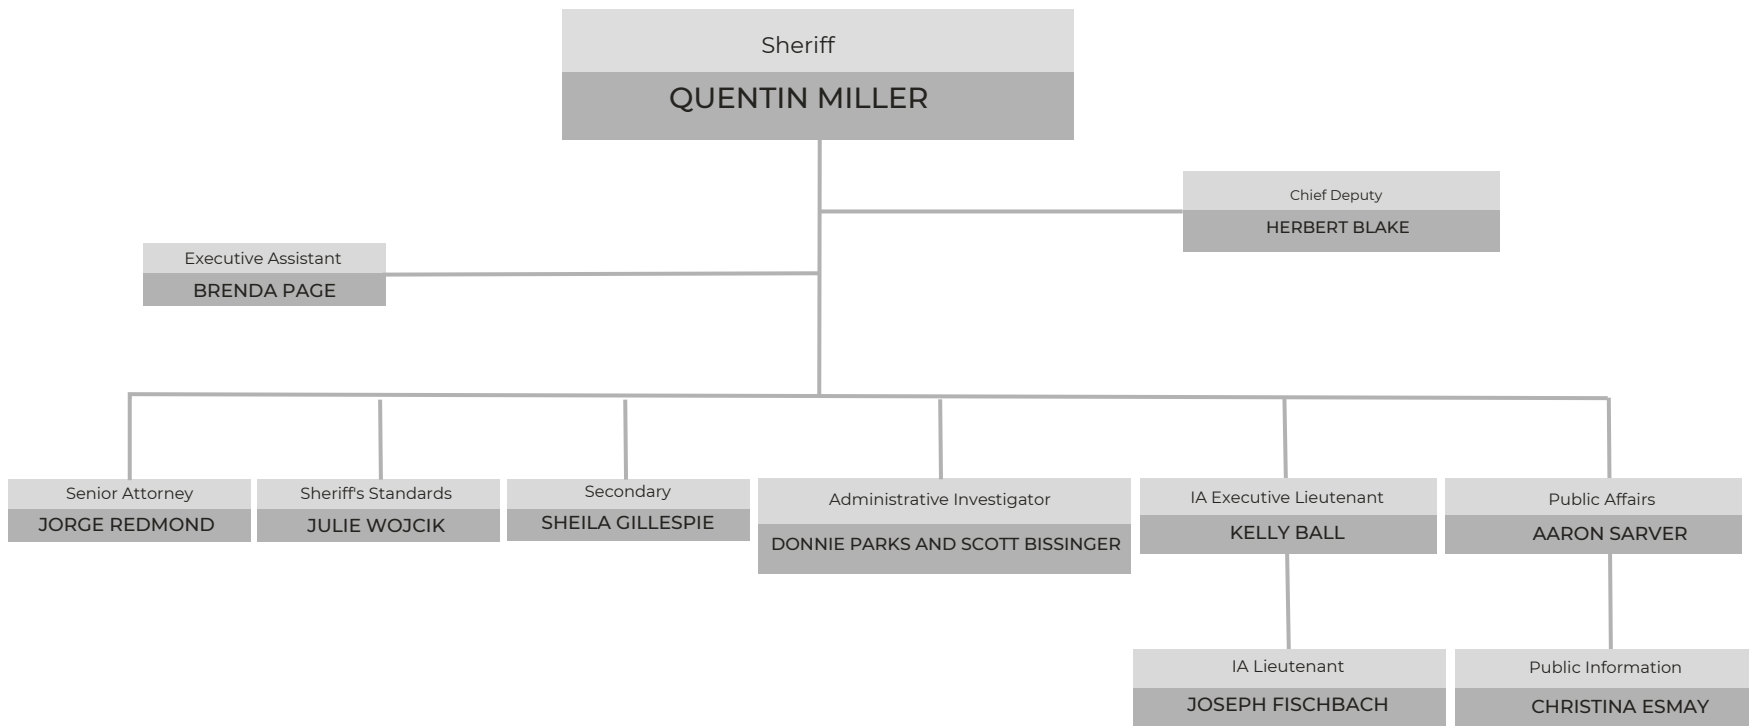 Sheriff
QUENTIN MILLER
Chief Deputy
HERBERT BLAKE
Executive Assistant
BRENDA PAGE
Senior Attorney
JORGE REDMOND
Sheriff's Standards
JULIE WOJCIK
Secondary
SHEILA GILLESPIE
Administrative Investigator
DONNIE PARKS AND SCOTT BISSINGER
IA Executive Lieutenant
KELLY BALL
Public Affairs
AARON SARVER
IA Lieutenant
JOSEPH FISCHBACH
Public Information
CHRISTINA ESMAY